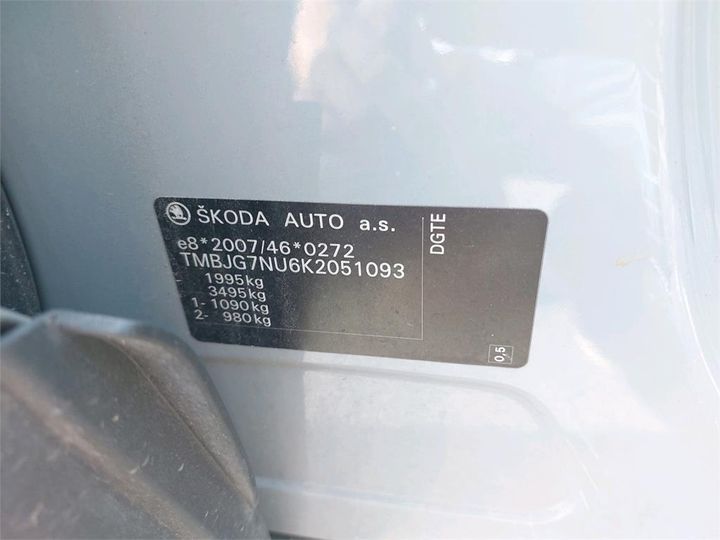 ŠKODA AUTO a.s.
e8*2007/46*0272
TMBJG7NU6K2051093
- 1995kg
- 3495kg
1- 1090kg
2- 980kg
DGTE
0,5